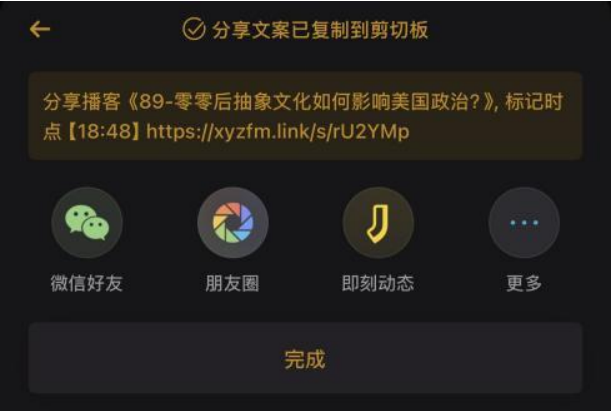 分享文案已复制到剪切板
分享播客《89-零零后抽象文化如何影响美国政治?》, 标记时
点【18:48】https://xyzfm.link/s/rU2YMp
微信好友 朋友圈 即刻动态 更多
完成